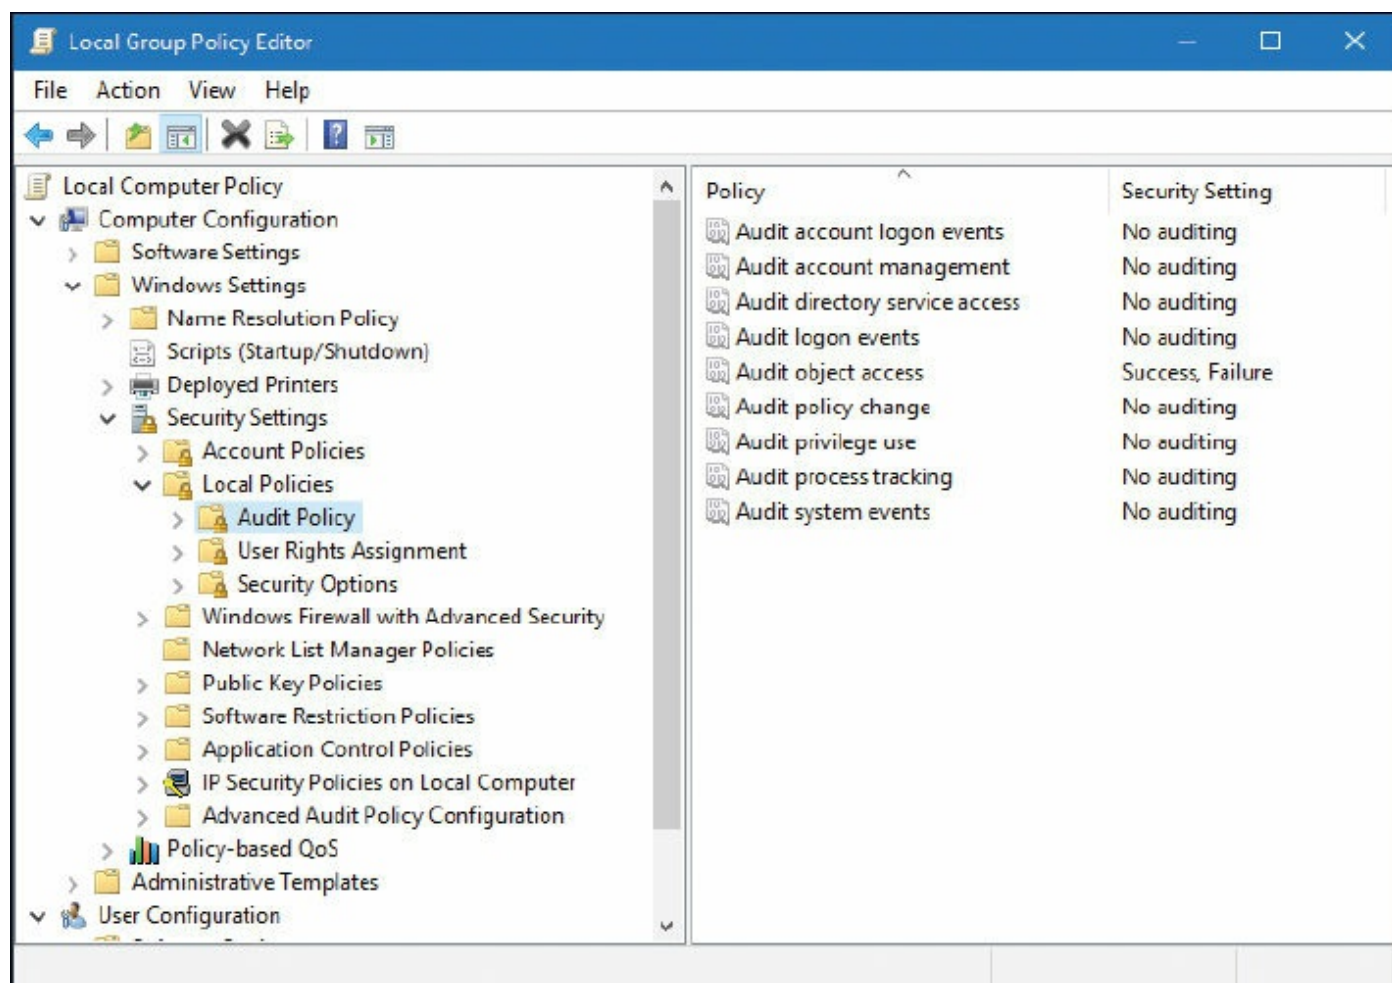 Local Group Policy Editor
File Action View Help
Local Computer Policy
Computer Configuration
Software Settings
Windows Settings
Name Resolution Policy
Scripts (Startup/Shutdown)
Deployed Printers
Security Settings
Account Policies
Local Policies
Audit Policy
User Rights Assignment
Security Options
Windows Firewall with Advanced Security
Network List Manager Policies
Public Key Policies
Software Restriction Policies
Application Control Policies
IP Security Policies on Local Computer
Advanced Audit Policy Configuration
Policy-based QoS
Administrative Templates
User Configuration
Policy Security Setting
Audit account logon events No auditing
Audit account management No auditing
Audit directory service access No auditing
Audit logon events No auditing
Audit object access Success, Failure
Audit policy change No auditing
Audit privilege use No auditing
Audit process tracking No auditing
Audit system events No auditing